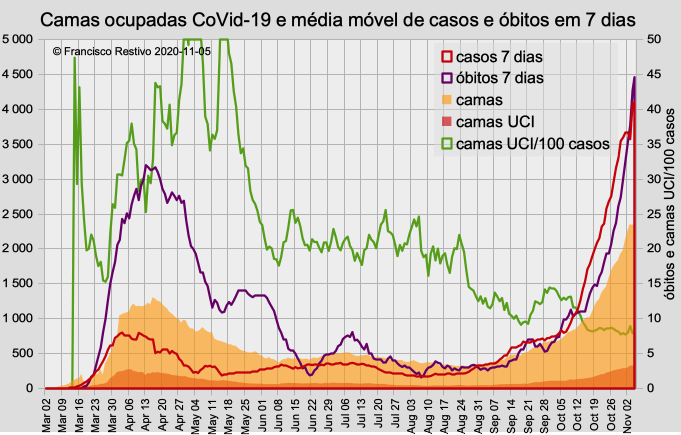 Camas ocupadas CoVid-19 e média móvel de casos e óbitos em 7 dias
© Francisco Restivo 2020-11-05
casos 7 dias
óbitos 7 dias
camas
camas UCI
camas UCI/100 casos
5 000
4 500
4 000
3 500
3 000
2 500
2 000
1 500
1 000
500
0
50
45
40
35
30
25
20
15
10
5
0
óbitos e camas UCI/100 casos
Mar 02
Mar 09
Mar 16
Mar 23
Mar 30
Apr 06
Apr 13
Apr 20
Apr 27
May 04
May 11
May 18
May 25
Jun 01
Jun 08
Jun 15
Jun 22
Jun 29
Jul 06
Jul 13
Jul 20
Jul 27
Aug 03
Aug 10
Aug 17
Aug 24
Aug 31
Sep 07
Sep 14
Sep 21
Sep 28
Oct 05
Oct 12
Oct 19
Oct 26
Nov 02